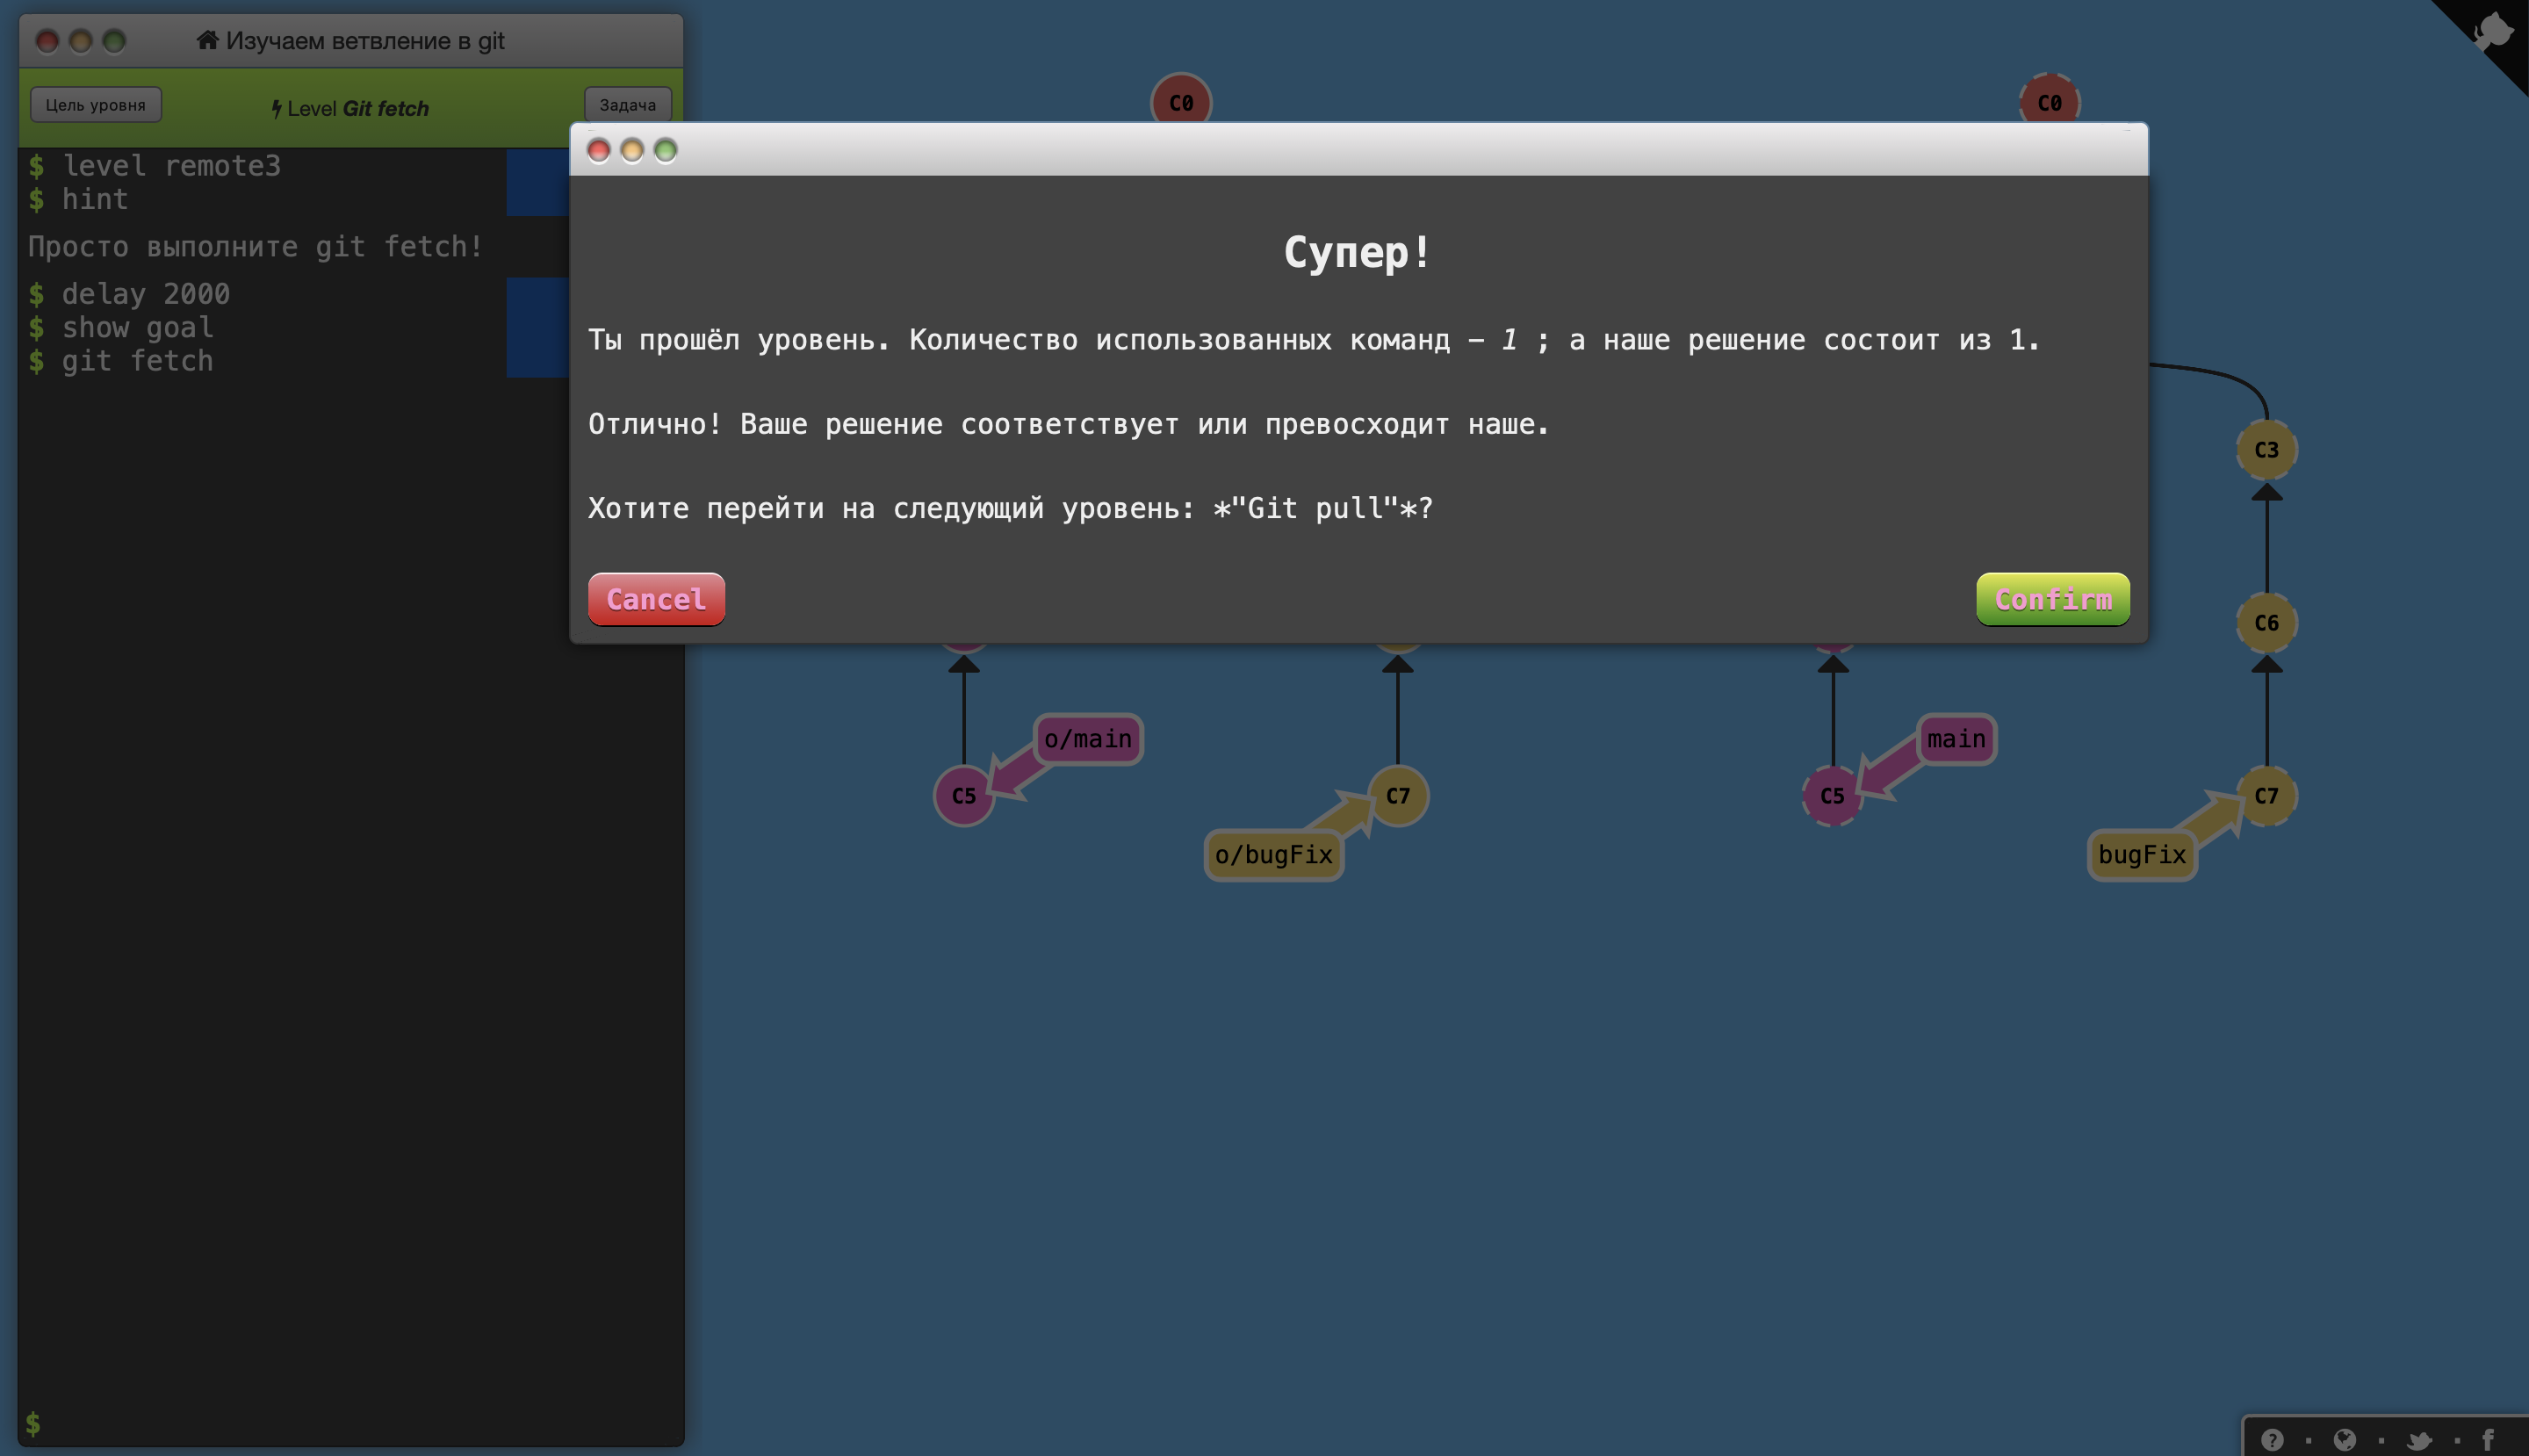 Изучаем ветвление в git
Цель уровня
Level Git fetch
Задача
$ level remote3
$ hint
Просто выполните git fetch!
$ delay 2000
$ show goal
$ git fetch
$
C0
C0
Супер!
Ты прошёл уровень. Количество использованных команд – 1 ; а наше решение состоит из 1.
Отлично! Ваше решение соответствует или превосходит наше.
Хотите перейти на следующий уровень: *"Git pull"*?
Cancel
Confirm
C3
C6
o/main
main
C5
C7
C5
C7
o/bugFix
bugFix